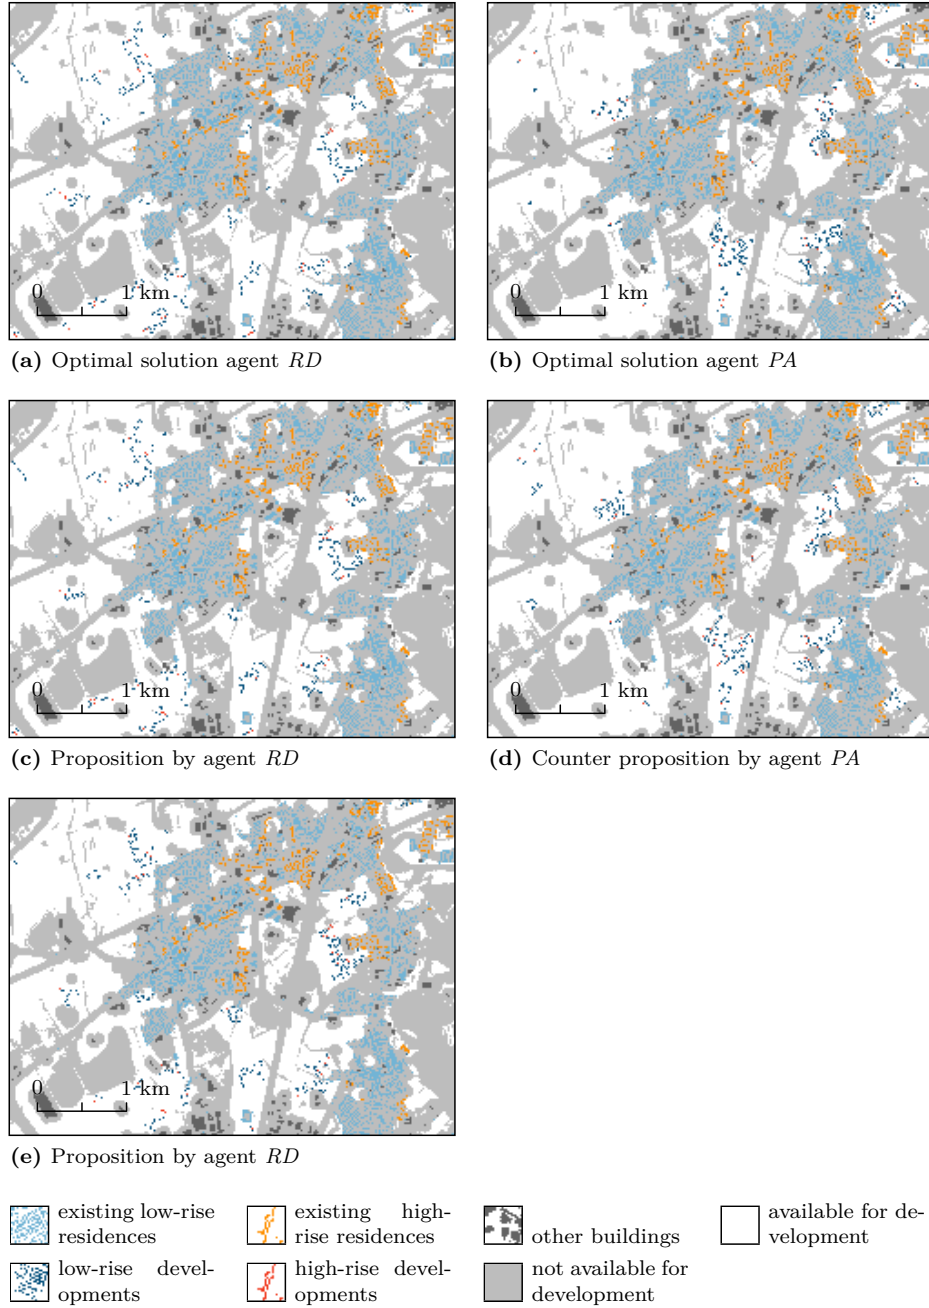 0 1 km
0 1 km
(a) Optimal solution agent RD
(b) Optimal solution agent PA
0 1 km
0 1 km
(c) Proposition by agent RD
(d) Counter proposition by agent PA
0 1 km
(e) Proposition by agent RD
existing low-rise
residences
existing high-
rise residences
other buildings
available for de-
velopment
low-rise devel-
opments
high-rise devel-
opments
not available for
development